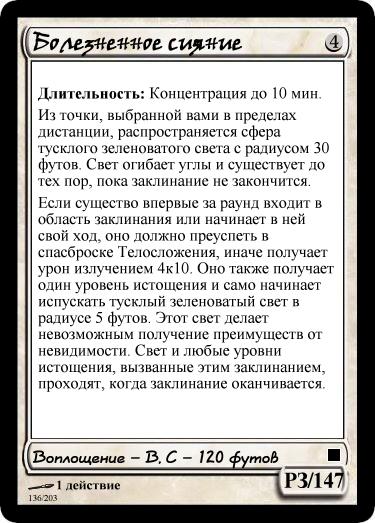 Болезненное сияние 4
Длительность: Концентрация до 10 мин.
Из точки, выбранной вами в пределах
дистанции, распространяется сфера
тусклого зеленоватого света с радиусом 30
футов. Свет огибает углы и существует до
тех пор, пока заклинание не закончится.
Если существо впервые за раунд входит в
область заклинания или начинает в ней
свой ход, оно должно преуспеть в
спасброске Телосложения, иначе получает
урон излучением 4к10. Оно также получает
один уровень истощения и само начинает
испускать тусклый зеленоватый свет в
радиусе 5 футов. Этот свет делает
невозможным получение преимуществ от
невидимости. Свет и любые уровни
истощения, вызванные этим заклинанием,
проходят, когда заклинание оканчивается.
Воплощение – В, С – 120 футов
1 действие
РЗ/147
136/203